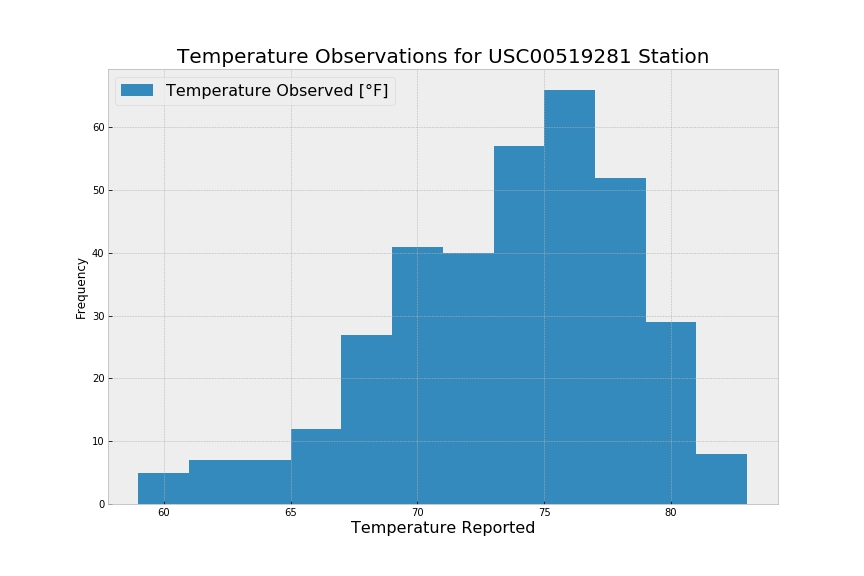 Temperature Observations for USC00519281 Station
Temperature Observed [°F]
60
50
40
30
20
10
0
Frequency
60 65 70 75 80
Temperature Reported